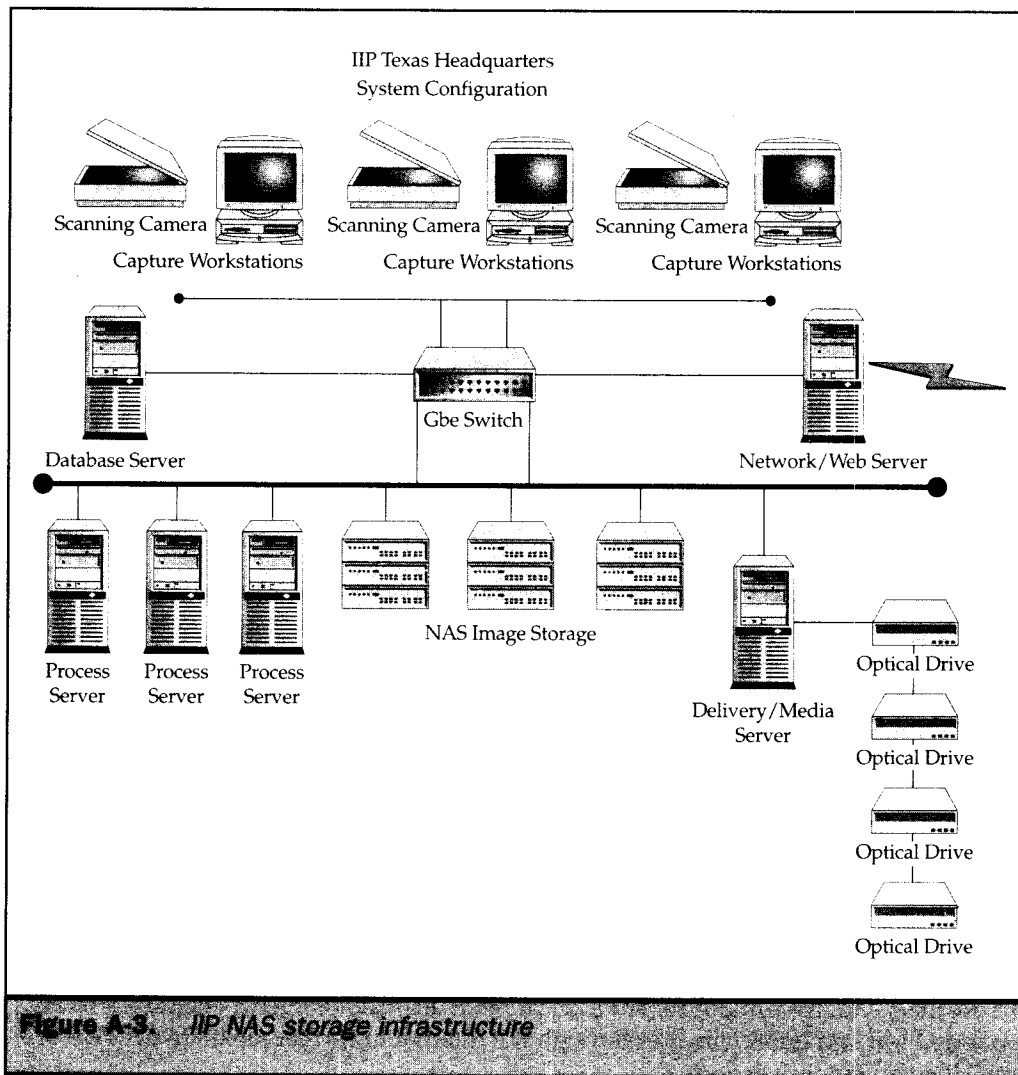 IIP Texas Headquarters
System Configuration
Scanning Camera
Capture Workstations
Scanning Camera
Capture Workstations
Scanning Camera
Capture Workstations
Database Server
Gbe Switch
Network/Web Server
Process
Server
Process
Server
Process
Server
NAS Image Storage
Delivery/Media
Server
Optical Drive
Optical Drive
Optical Drive
Optical Drive
Figure A-3. IIP NAS storage infrastructure